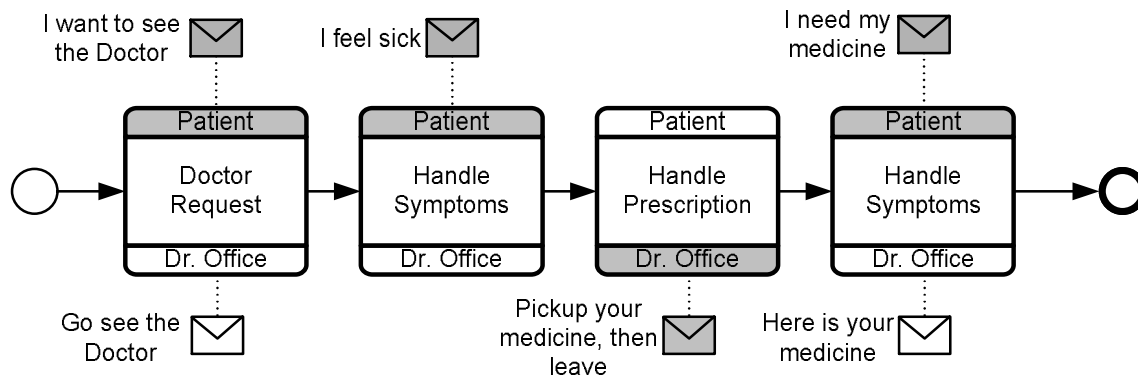 I want to see
the Doctor
I feel sick
I need my
medicine
Patient
Patient
Patient
Patient
Doctor
Request
Handle
Symptoms
Handle
Prescription
Handle
Symptoms
Dr. Office
Dr. Office
Dr. Office
Dr. Office
Go see the
Doctor
Pickup your
medicine, then
leave
Here is your
medicine